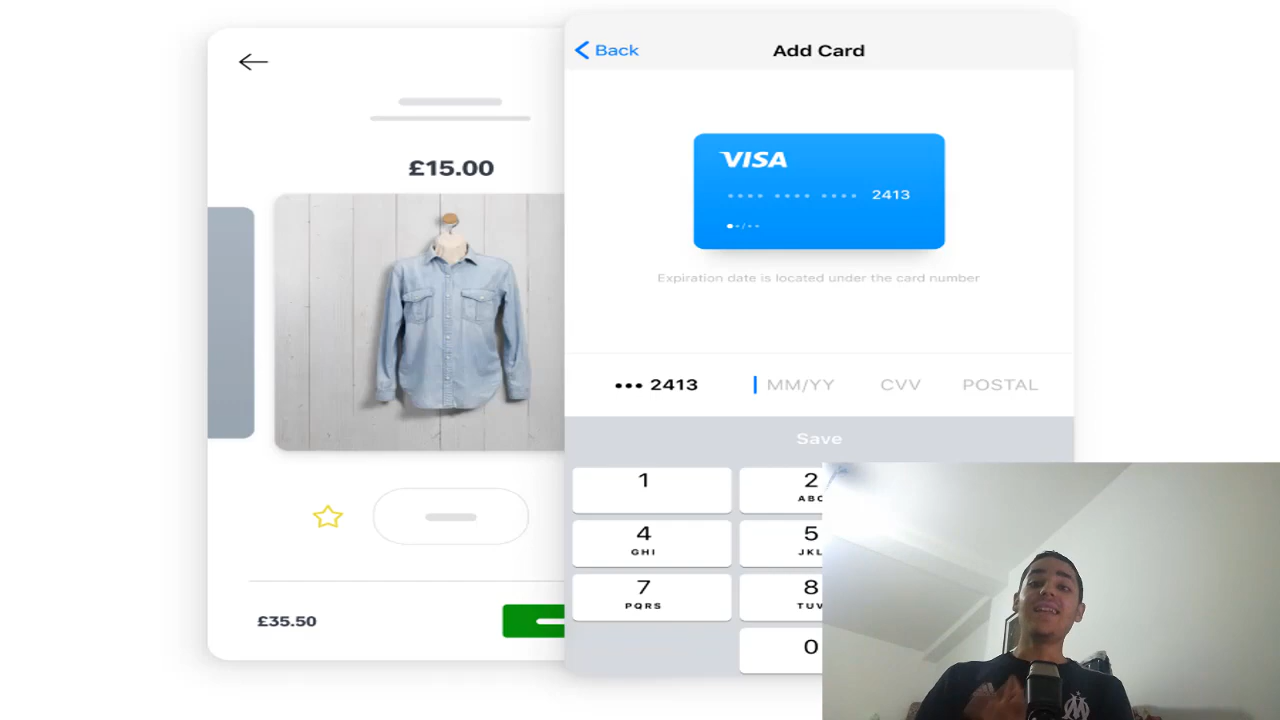 £15.00
£35.50
Back
Add Card
VISA
•••• •••• •••• 2413
Expiration date is located under the card number
••• 2413
MM/YY
CVV
POSTAL
Save
1
2
ABC
4
GHI
5
JKL
7
PQRS
8
TUV
0